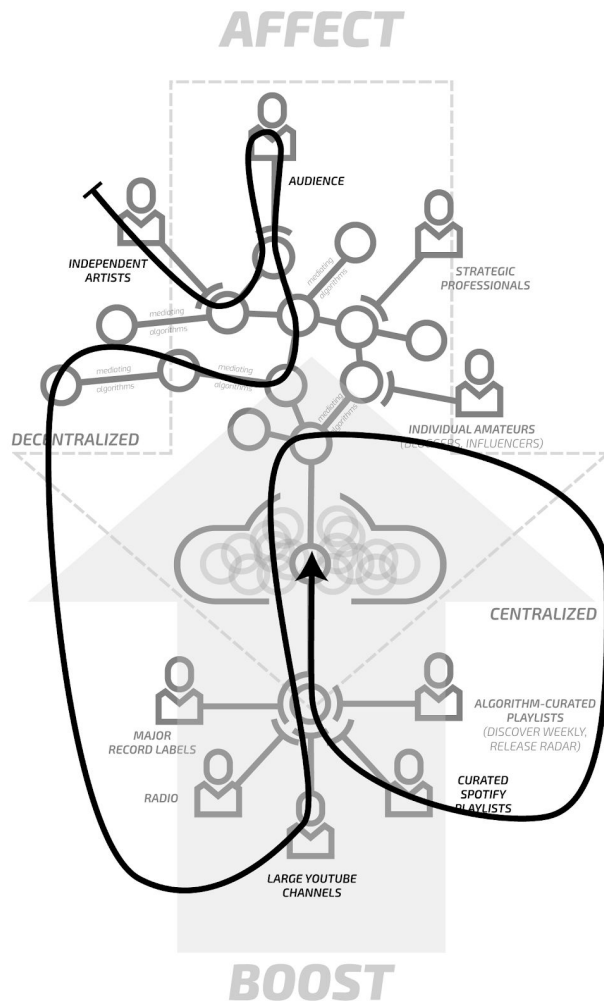 AFFECT
AUDIENCE
INDEPENDENT
ARTISTS
STRATEGIC
PROFESSIONALS
mediating
algorithms
mediating
algorithms
mediating
algorithms
mediating
algorithms
mediating
algorithms
DECENTRALIZED
INDIVIDUAL AMATEURS
(BLOGGERS, INFLUENCERS)
CENTRALIZED
MAJOR
RECORD LABELS
ALGORITHM-CURATED
PLAYLISTS
(DISCOVER WEEKLY,
RELEASE RADAR)
RADIO
CURATED
SPOTIFY
PLAYLISTS
LARGE YOUTUBE
CHANNELS
BOOST